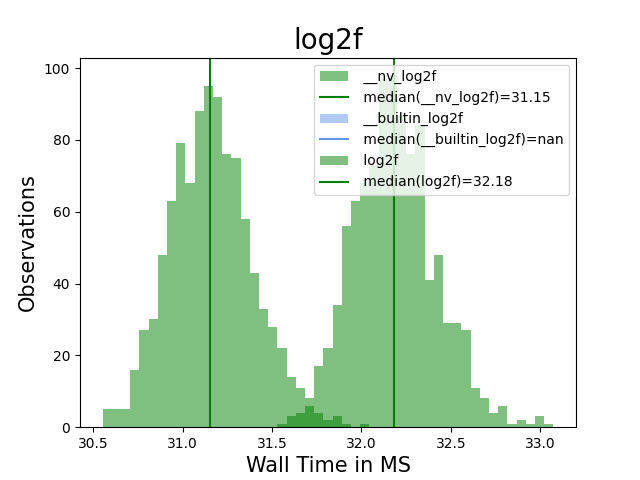 log2f
Observations
100
80
60
40
20
0
__nv_log2f
median(__nv_log2f)=31.15
__builtin_log2f
median(__builtin_log2f)=nan
log2f
median(log2f)=32.18
30.5 31.0 31.5 32.0 32.5 33.0
Wall Time in MS